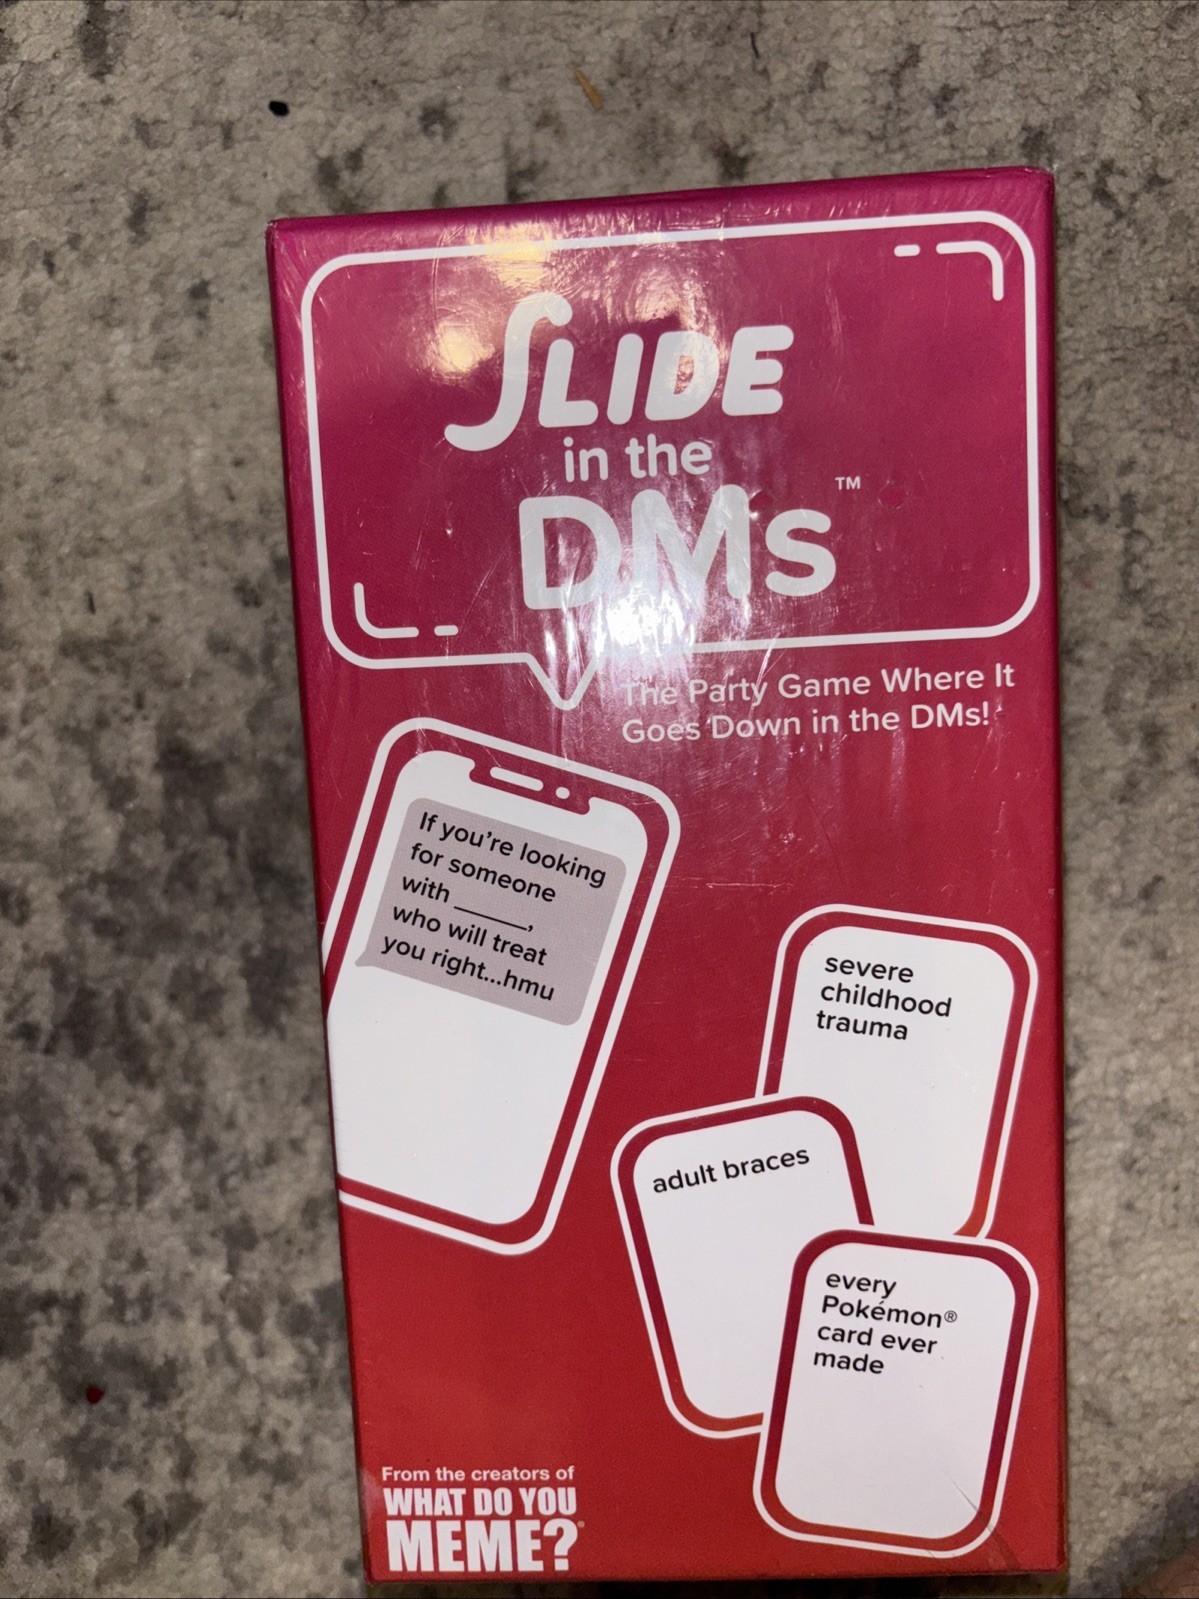 SLIDE
in the
DMs™
The Party Game Where It
Goes Down in the DMs!
If you're looking
for someone
with ______,
who will treat
you right...hmu
severe
childhood
trauma
adult braces
every
Pokémon®
card ever
made
From the creators of
WHAT DO YOU
MEME?®